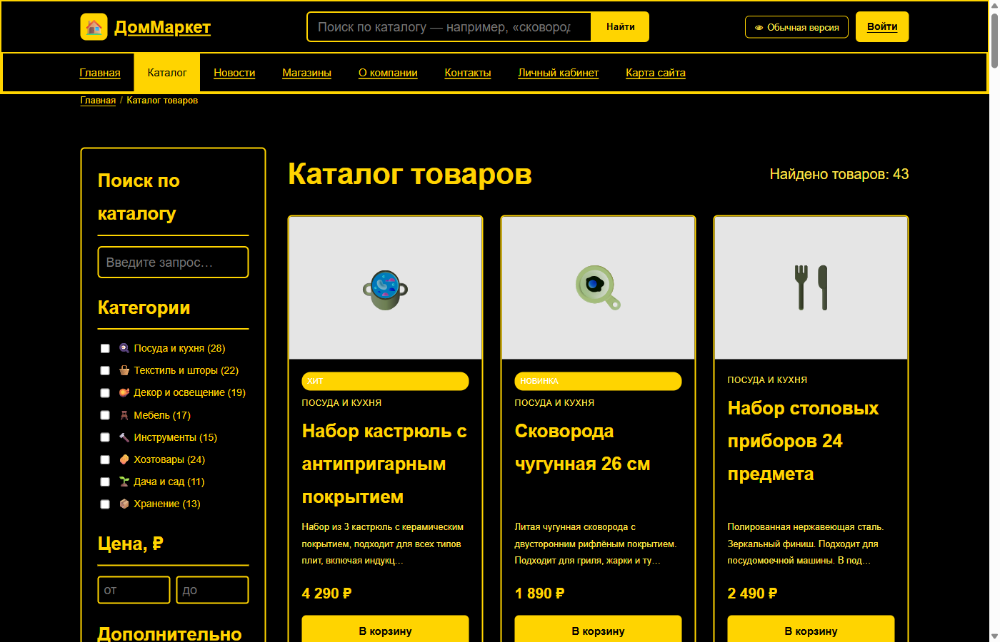 ДомМаркет
Поиск по каталогу — например, «сковород
Найти
Обычная версия
Войти
Главная
Каталог
Новости
Магазины
О компании
Контакты
Личный кабинет
Карта сайта
Главная / Каталог товаров
Поиск по
каталогу
Введите запрос…
Категории
Посуда и кухня (28)
Текстиль и шторы (22)
Декор и освещение (19)
Мебель (17)
Инструменты (15)
Хозтовары (24)
Дача и сад (11)
Хранение (13)
Цена, ₽
от
до
Дополнительно
Каталог товаров
Найдено товаров: 43
ХИТ
ПОСУДА И КУХНЯ
Набор кастрюль с
антипригарным
покрытием
Набор из 3 кастрюль с керамическим
покрытием, подходит для всех типов
плит, включая индукц…
4 290 ₽
В корзину
НОВИНКА
ПОСУДА И КУХНЯ
Сковорода
чугунная 26 см
Литая чугунная сковорода с
двусторонним рифлёным покрытием.
Подходит для гриля, жарки и ту…
1 890 ₽
В корзину
ПОСУДА И КУХНЯ
Набор столовых
приборов 24
предмета
Полированная нержавеющая сталь.
Зеркальный финиш. Подходит для
посудомоечной машины. В под…
2 490 ₽
В корзину